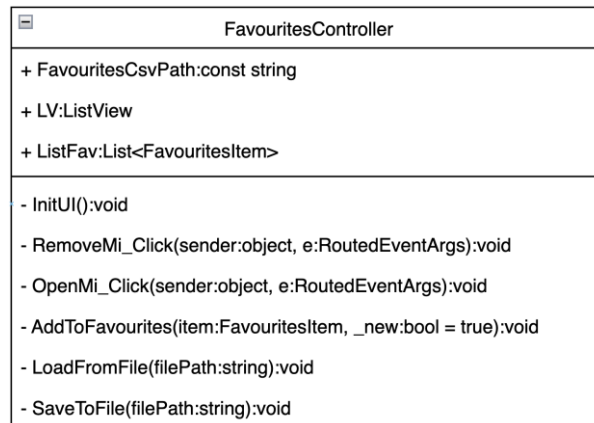 FavouritesController
+ FavouritesCsvPath:const string
+ LV:ListView
+ ListFav:List<FavouritesItem>
- InitUI():void
- RemoveMi_Click(sender:object, e:RoutedEventArgs):void
- OpenMi_Click(sender:object, e:RoutedEventArgs):void
- AddToFavourites(item:FavouritesItem, _new:bool = true):void
- LoadFromFile(filePath:string):void
- SaveToFile(filePath:string):void